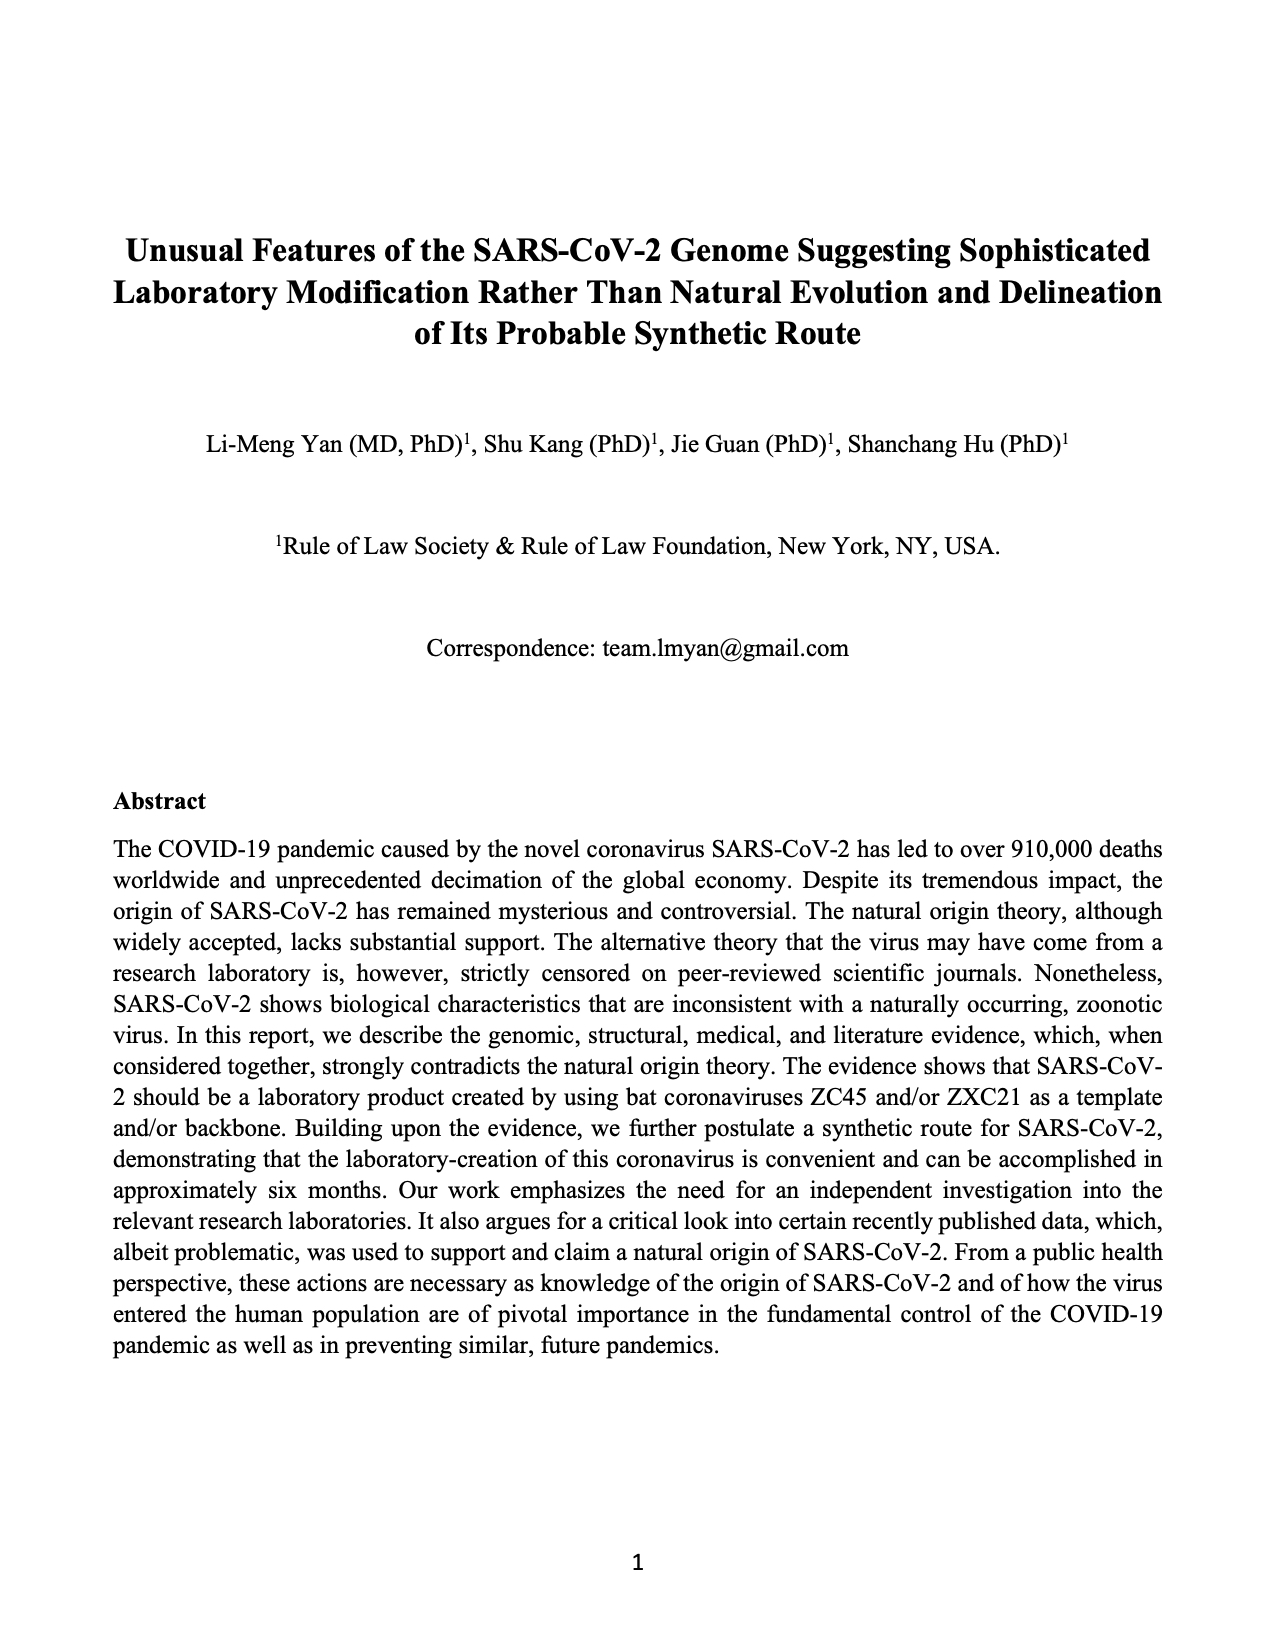 Unusual Features of the SARS-CoV-2 Genome Suggesting Sophisticated
Laboratory Modification Rather Than Natural Evolution and Delineation
of Its Probable Synthetic Route
Li-Meng Yan (MD, PhD)¹, Shu Kang (PhD)¹, Jie Guan (PhD)¹, Shanchang Hu (PhD)¹
¹Rule of Law Society & Rule of Law Foundation, New York, NY, USA.
Correspondence: team.lmyan@gmail.com
Abstract
The COVID-19 pandemic caused by the novel coronavirus SARS-CoV-2 has led to over 910,000 deaths
worldwide and unprecedented decimation of the global economy. Despite its tremendous impact, the
origin of SARS-CoV-2 has remained mysterious and controversial. The natural origin theory, although
widely accepted, lacks substantial support. The alternative theory that the virus may have come from a
research laboratory is, however, strictly censored on peer-reviewed scientific journals. Nonetheless,
SARS-CoV-2 shows biological characteristics that are inconsistent with a naturally occurring, zoonotic
virus. In this report, we describe the genomic, structural, medical, and literature evidence, which, when
considered together, strongly contradicts the natural origin theory. The evidence shows that SARS-CoV-
2 should be a laboratory product created by using bat coronaviruses ZC45 and/or ZXC21 as a template
and/or backbone. Building upon the evidence, we further postulate a synthetic route for SARS-CoV-2,
demonstrating that the laboratory-creation of this coronavirus is convenient and can be accomplished in
approximately six months. Our work emphasizes the need for an independent investigation into the
relevant research laboratories. It also argues for a critical look into certain recently published data, which,
albeit problematic, was used to support and claim a natural origin of SARS-CoV-2. From a public health
perspective, these actions are necessary as knowledge of the origin of SARS-CoV-2 and of how the virus
entered the human population are of pivotal importance in the fundamental control of the COVID-19
pandemic as well as in preventing similar, future pandemics.
1